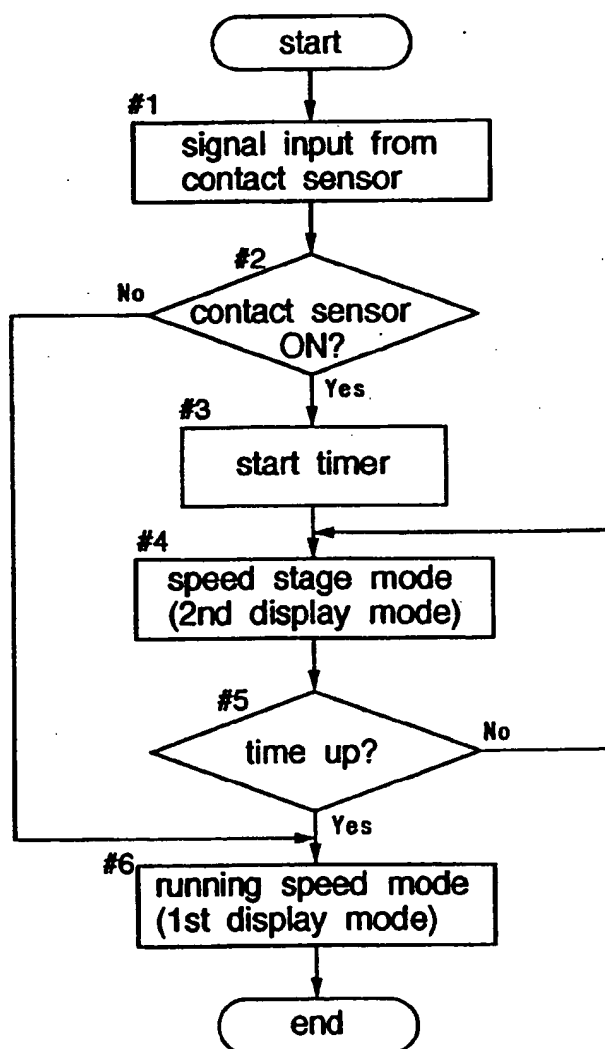 start
#1
signal input from
contact sensor
#2
No
contact sensor
ON?
Yes
#3
start timer
#4
speed stage mode
(2nd display mode)
#5
time up?
No
Yes
#6
running speed mode
(1st display mode)
end